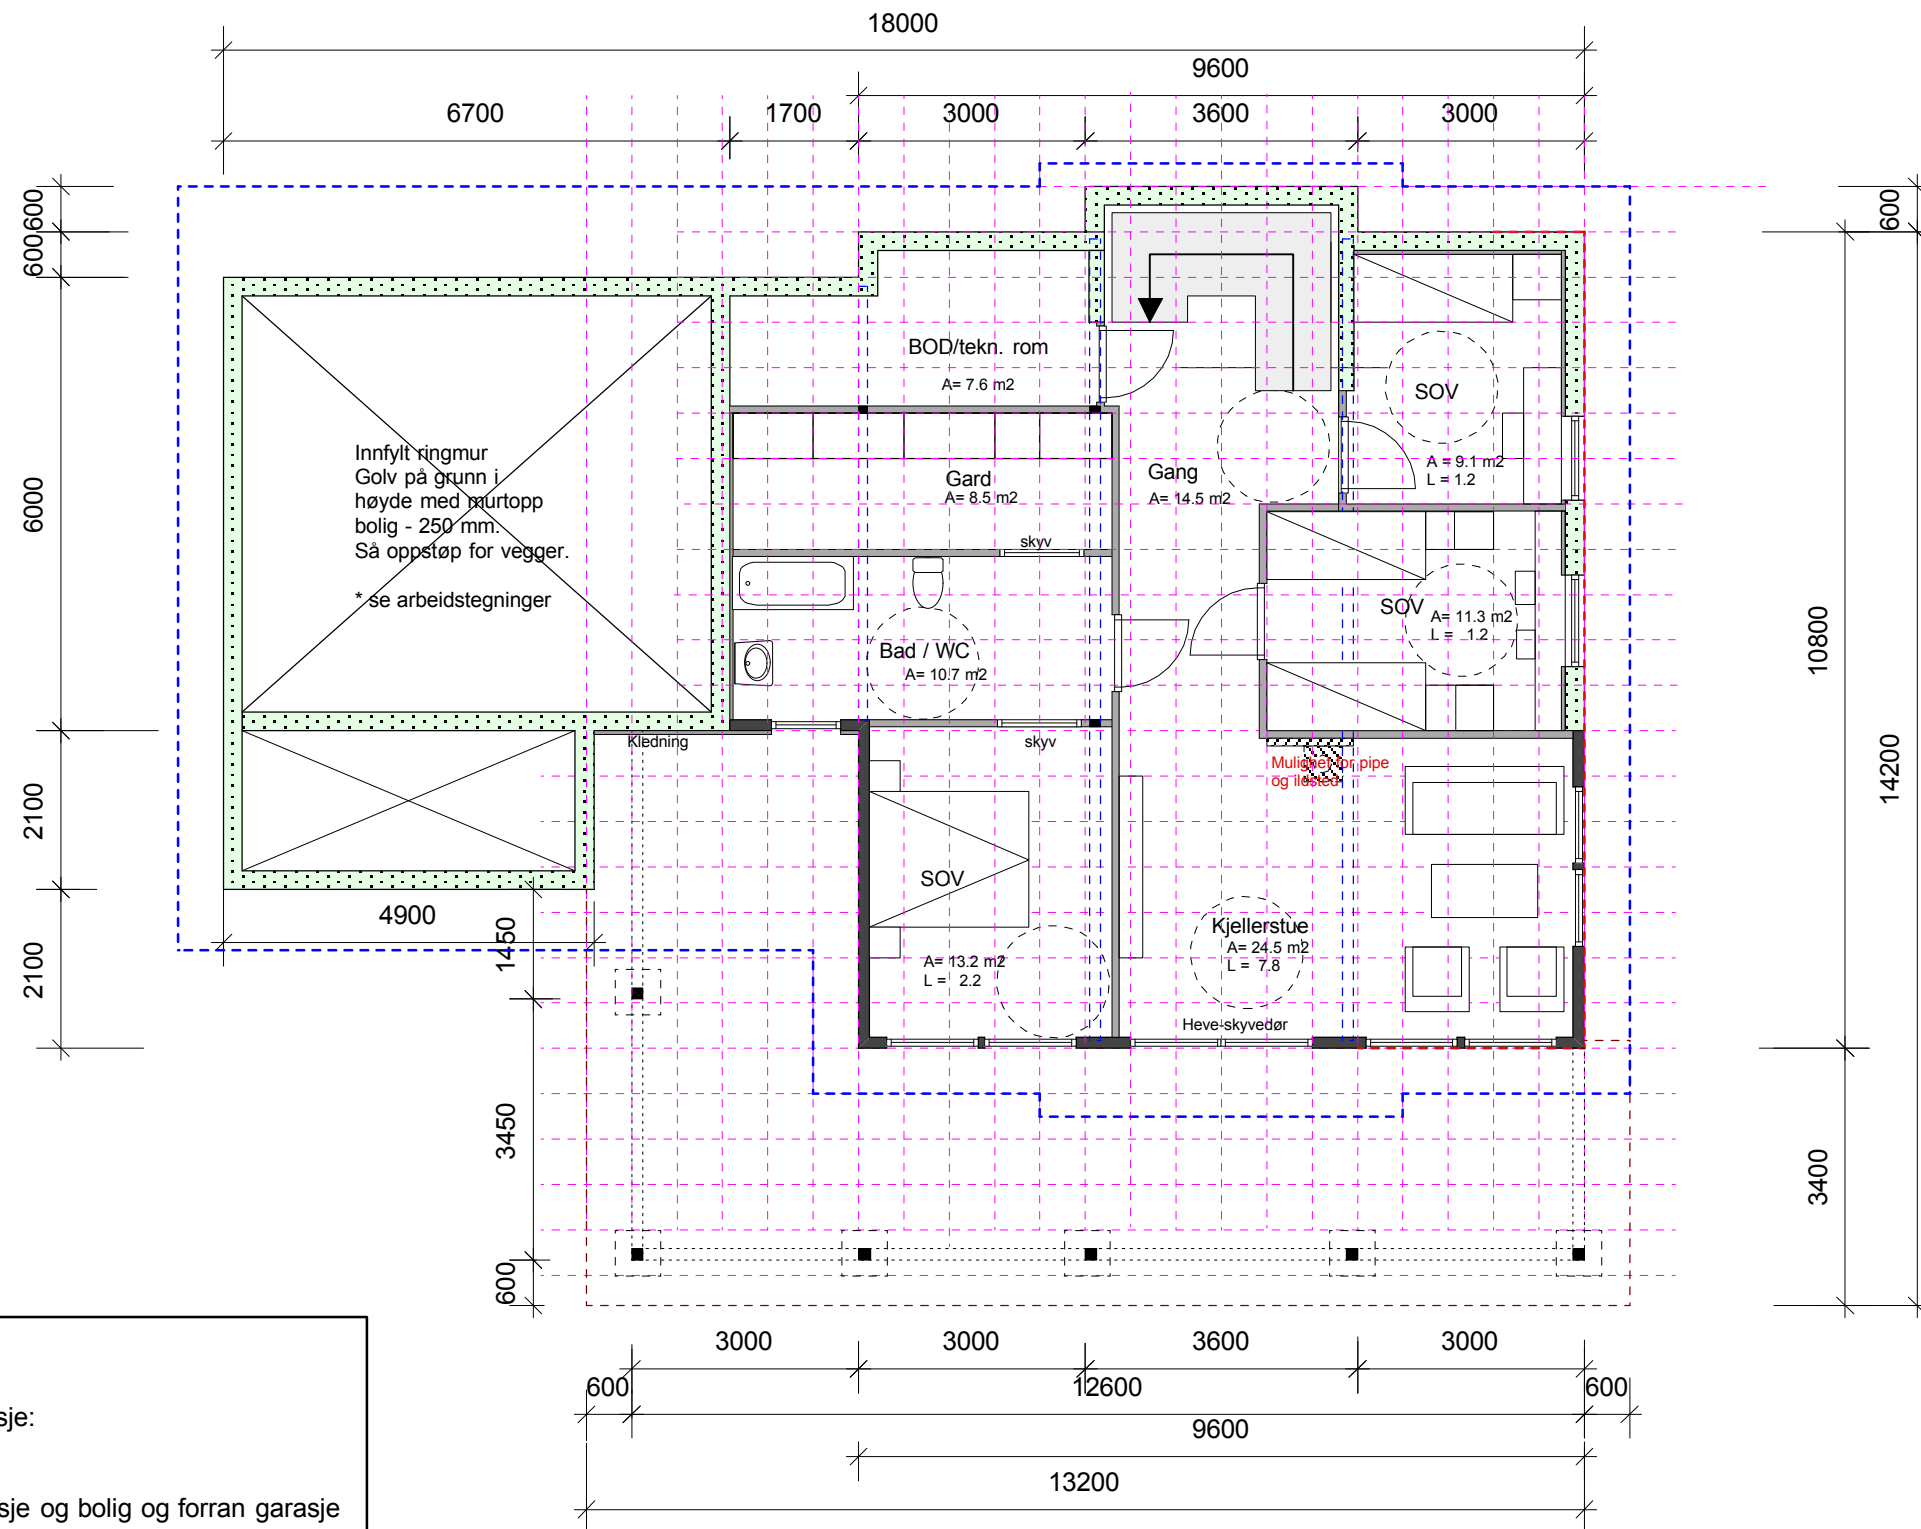 18000
9600
6700
1700
3000
3600
3000
600
600
6000
2100
2100
600
10800
14200
3400
BOD/tekn. rom
A= 7.6 m2
SOV
A = 9.1 m2
L = 1.2
Innfylt ringmur
Golv på grunn i
høyde med murtopp
bolig - 250 mm.
Så oppstøp for vegger.
* se arbeidstegninger
Gard
A= 8.5 m2
Gang
A= 14.5 m2
skyv
SOV
A= 11.3 m2
L = 1.2
Bad / WC
A= 10.7 m2
Kledning
skyv
Mulighet for pipe
og ildsted
SOV
A= 13.2 m2
L = 2.2
Kjellerstue
A= 24.5 m2
L = 7.8
Heve-skyvedør
4900
1450
3450
600
3000
3000
3600
3000
600
12600
600
9600
13200
sje:
sje og bolig og forran garasje